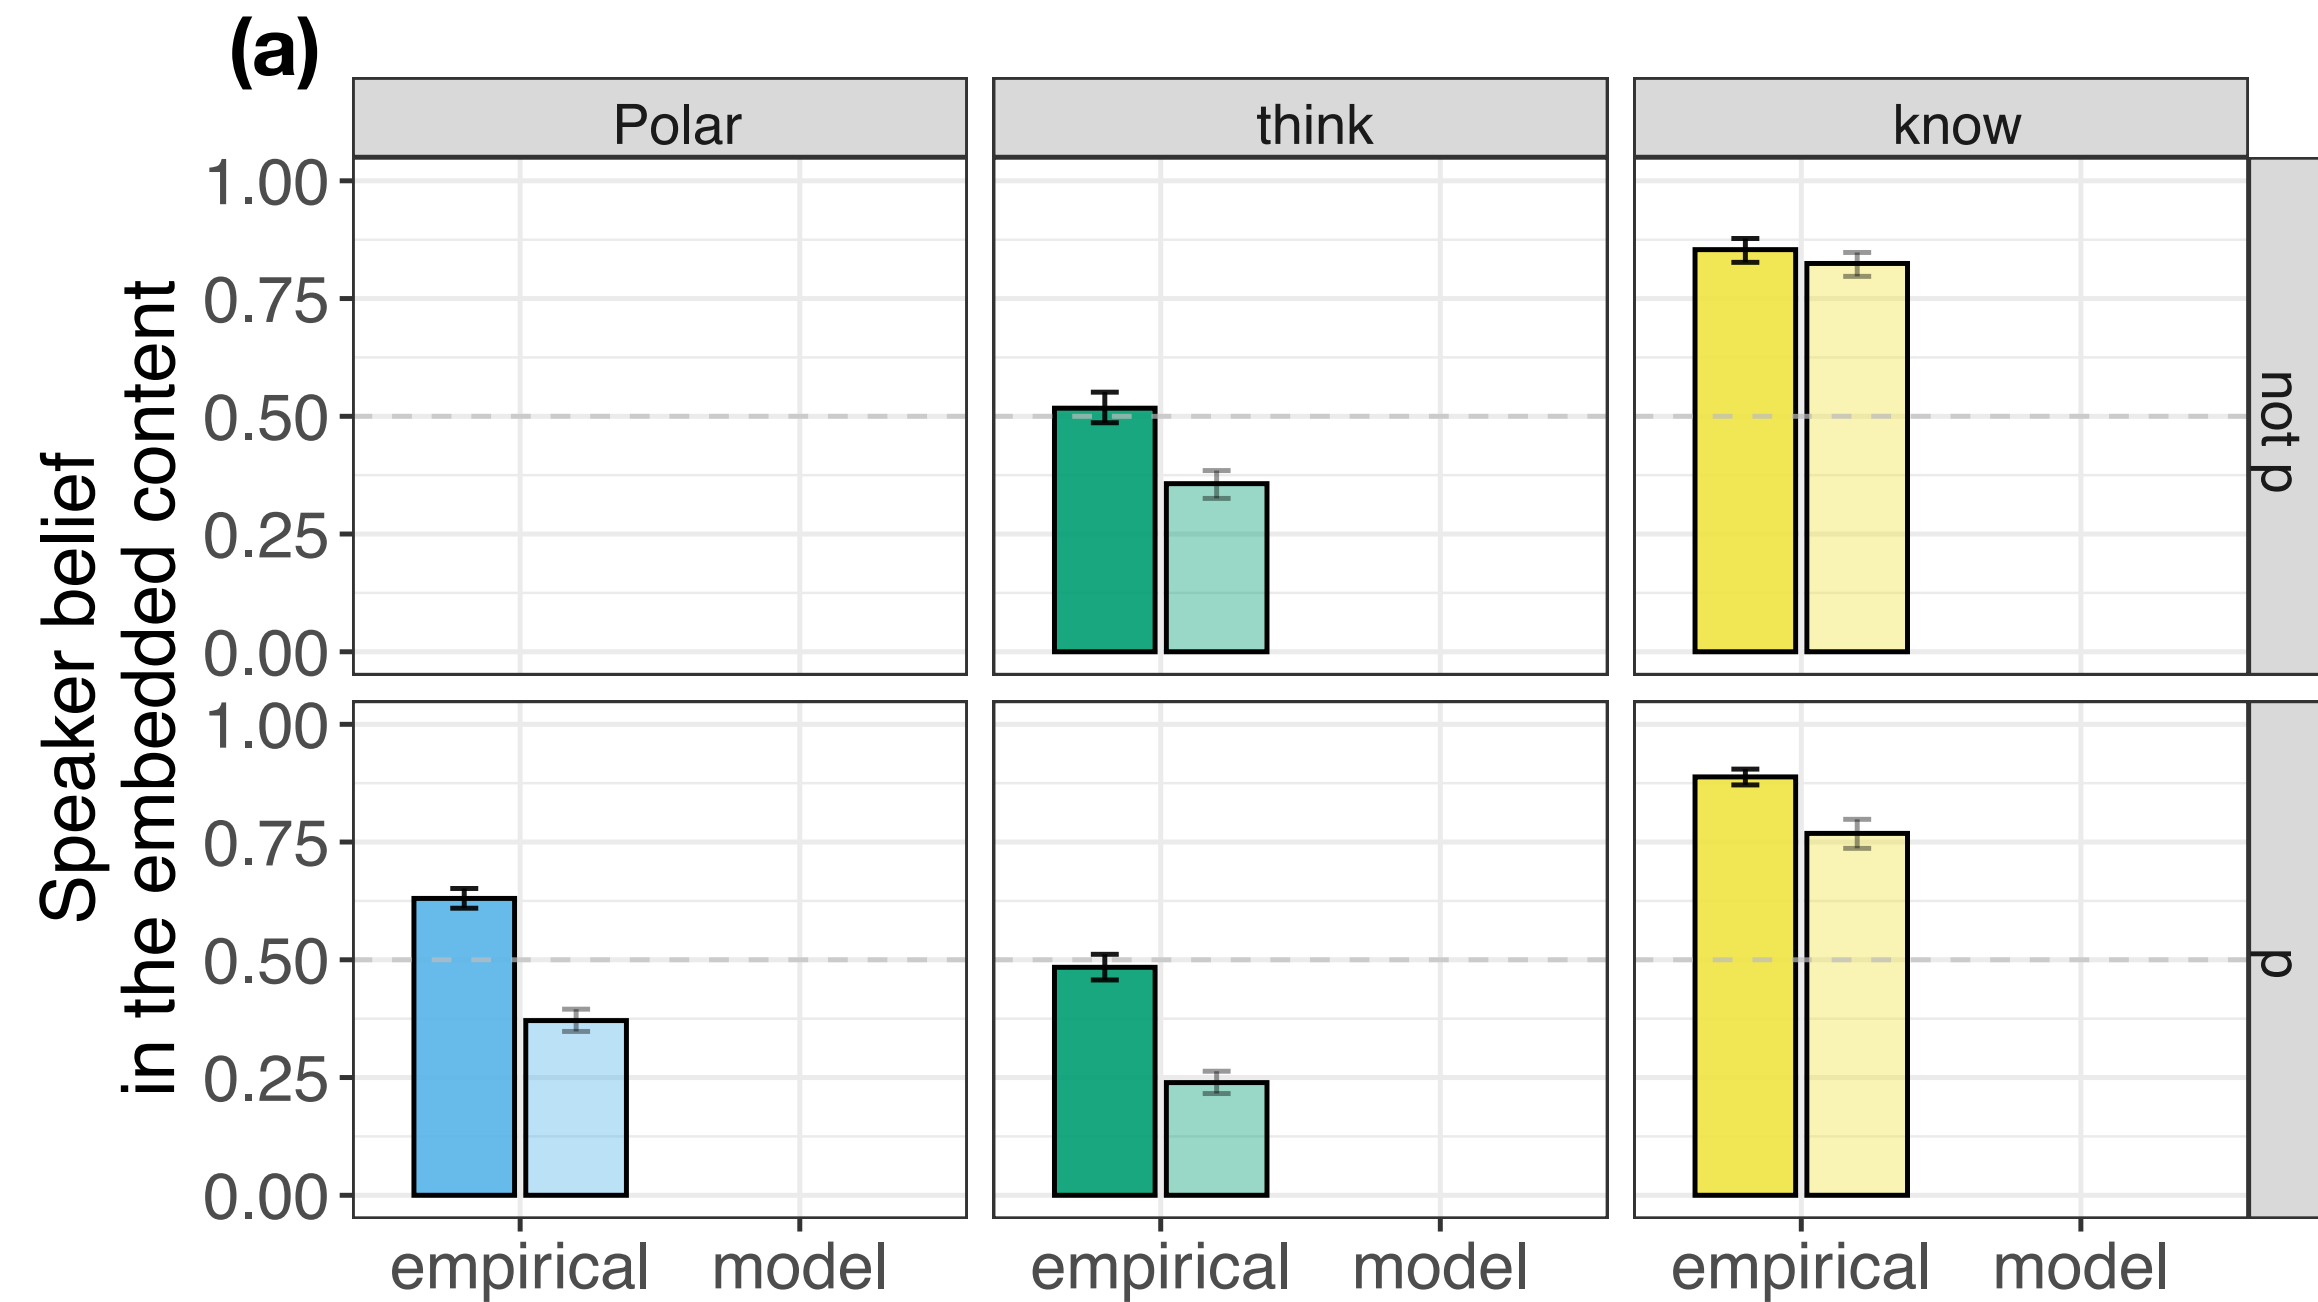 (a)
Polar think know
Speaker belief
in the embedded content
1.00
0.75
0.50
0.25
0.00
not p
1.00
0.75
0.50
0.25
0.00
p
empirical model empirical model empirical model